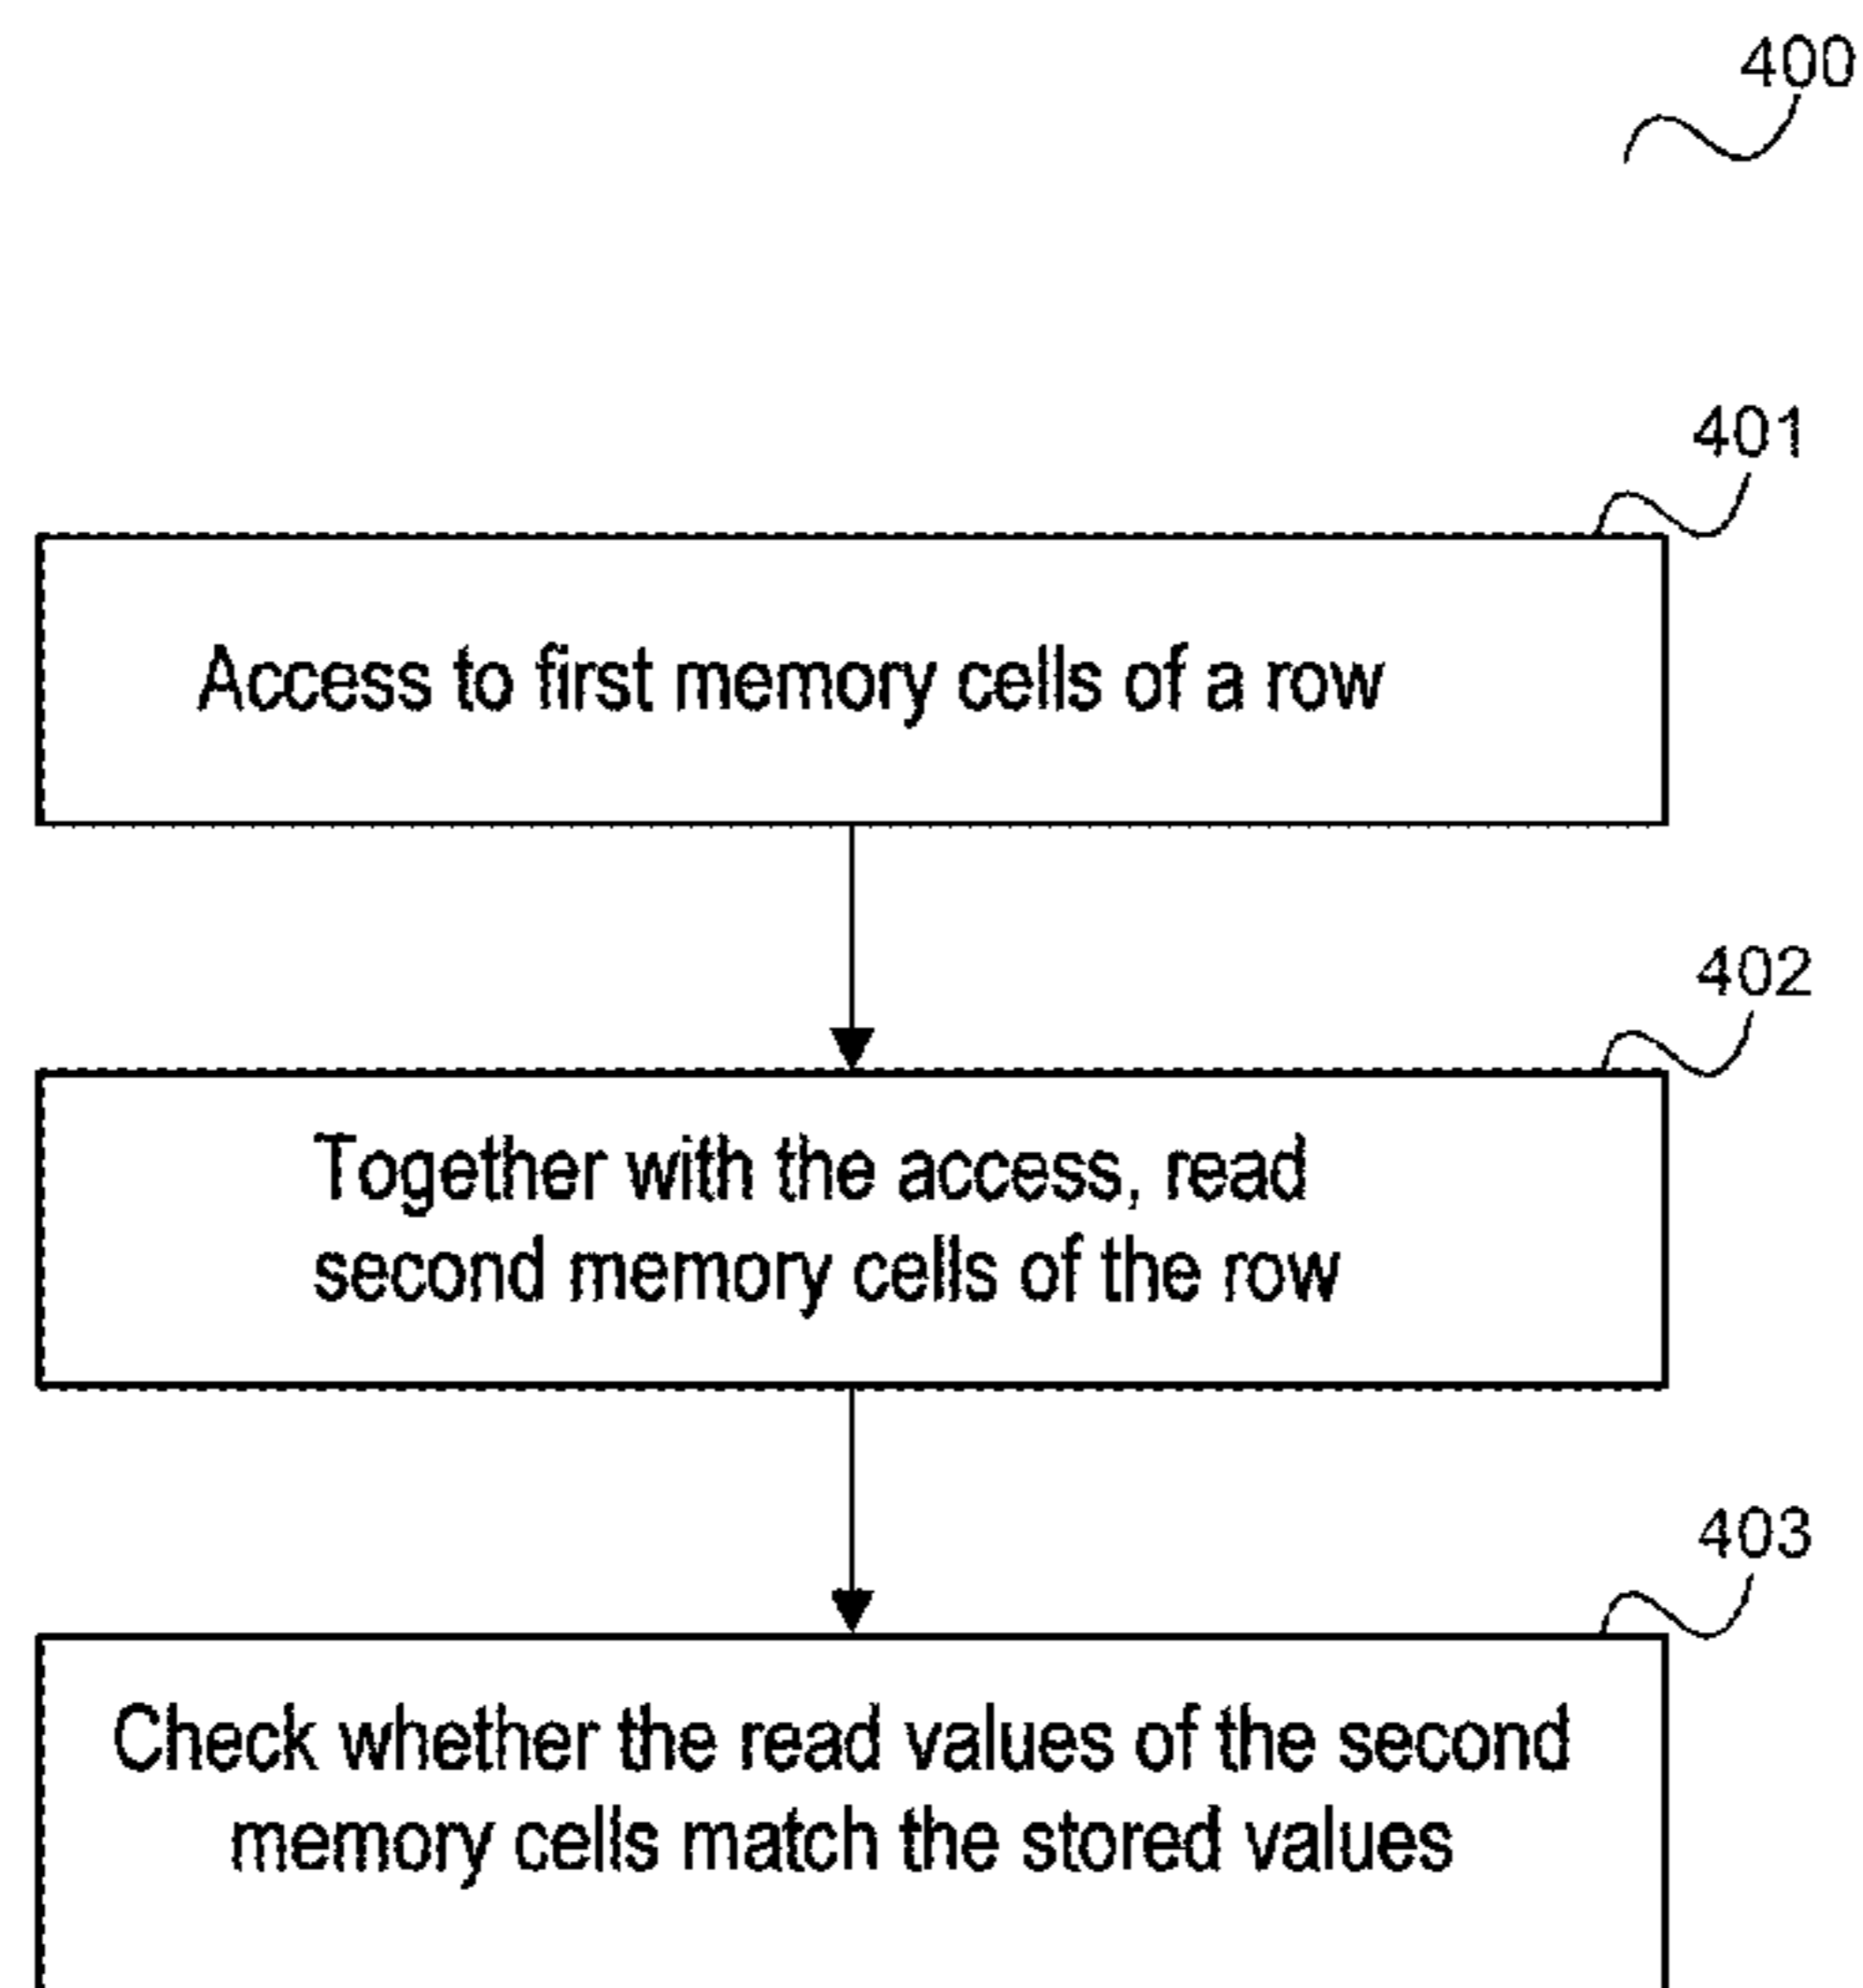 400
401
Access to first memory cells of a row
402
Together with the access, read
second memory cells of the row
403
Check whether the read values of the second
memory cells match the stored values